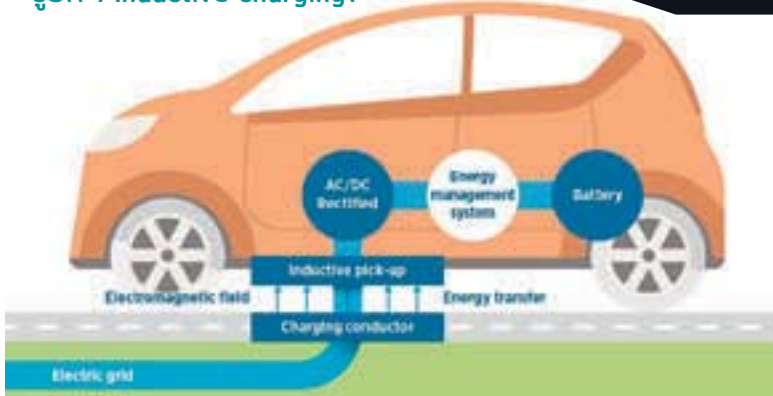 Inductive Charging?
AC/DC
Rectified
Energy
management
system
Battery
Inductive pick-up
Electromagnetic field
Energy transfer
Charging conductor
Electric grid